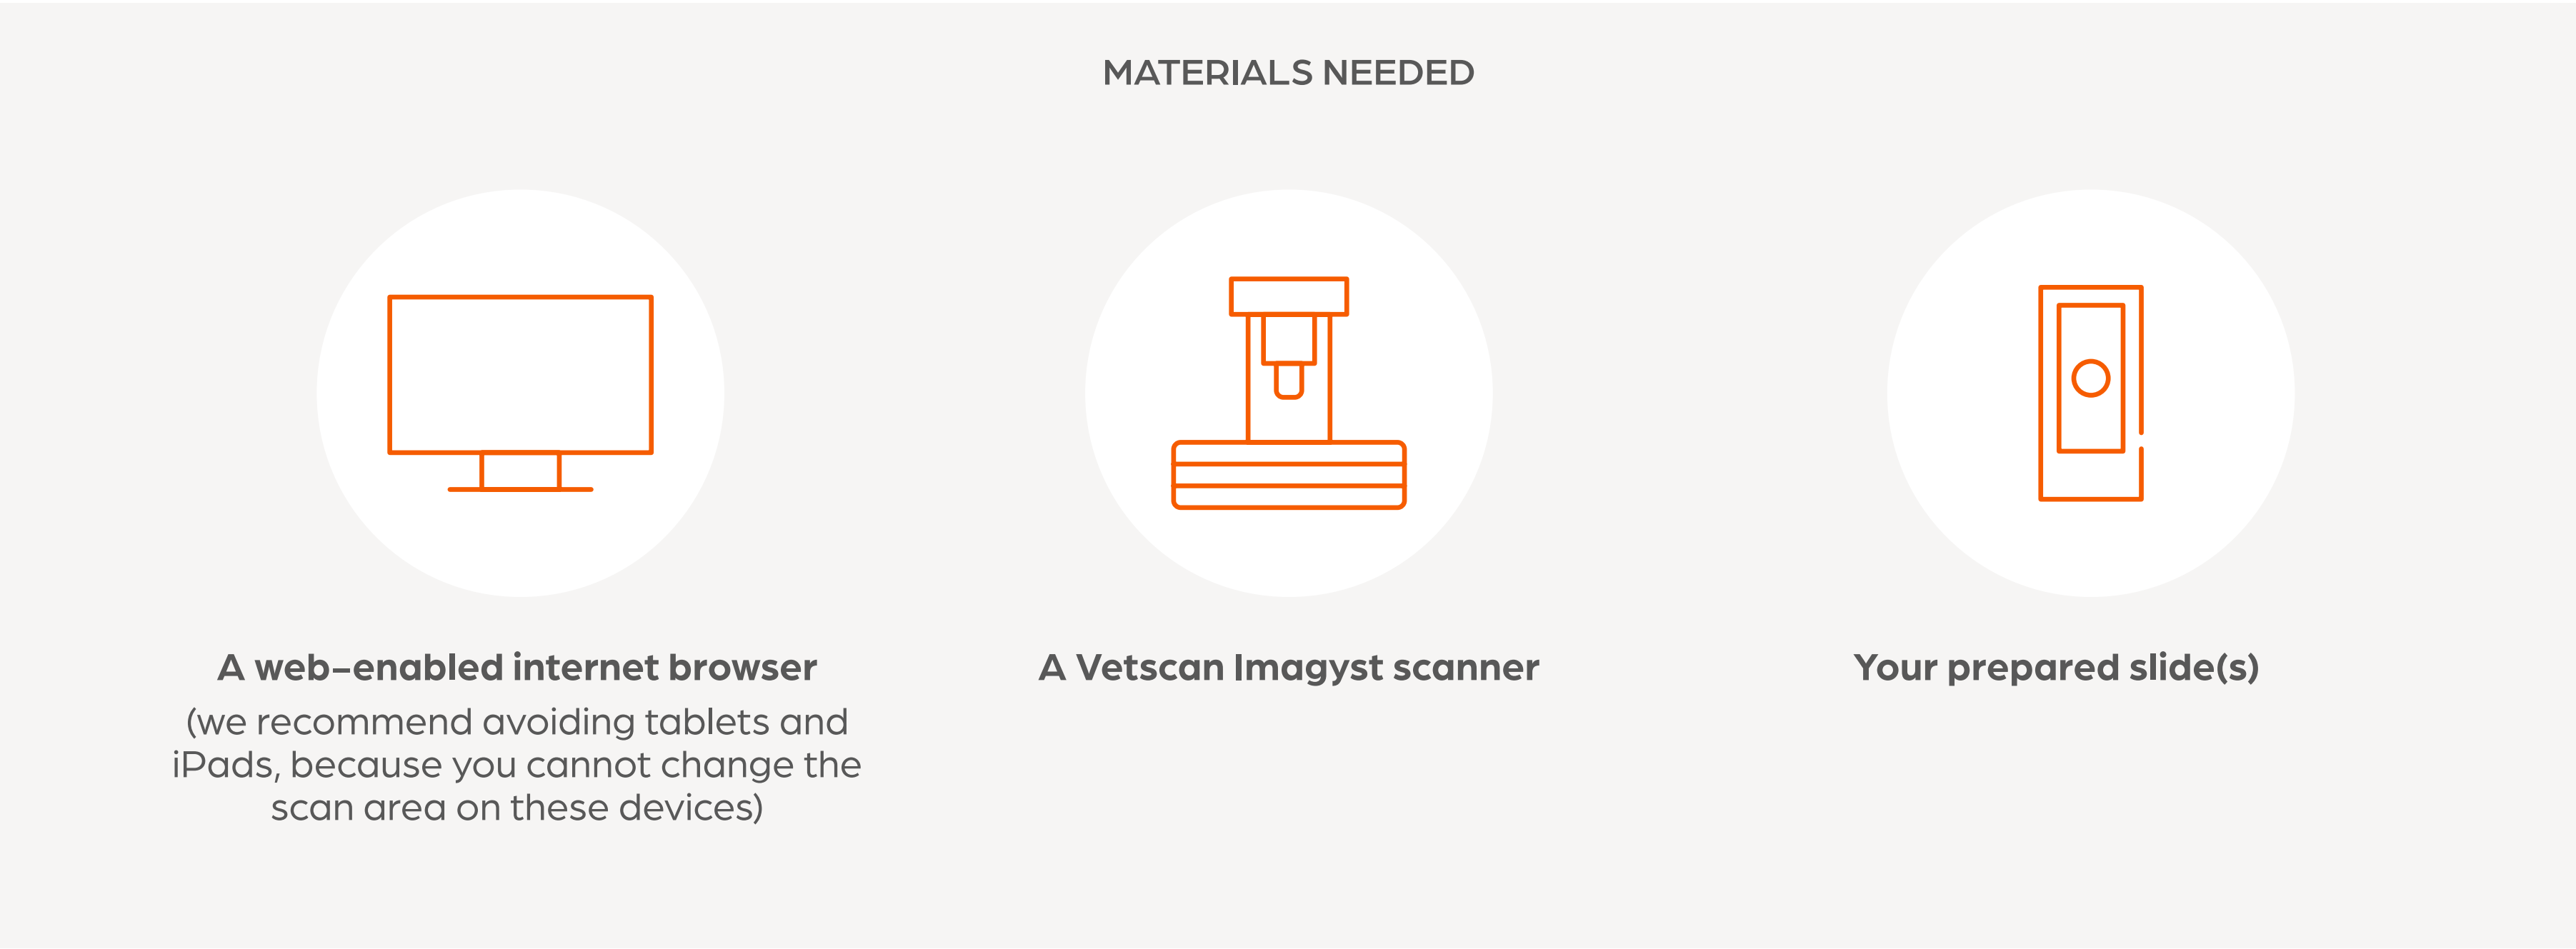 MATERIALS NEEDED
A web-enabled internet browser
(we recommend avoiding tablets and
iPads, because you cannot change the
scan area on these devices)
A Vetscan Imagyst scanner
Your prepared slide(s)